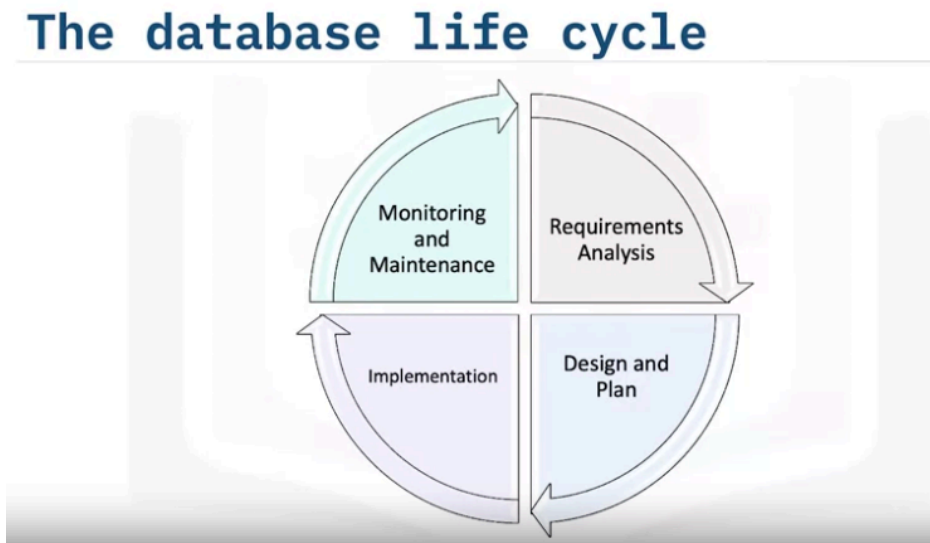 The database life cycle
Monitoring
and
Maintenance
Requirements
Analysis
Implementation
Design and
Plan